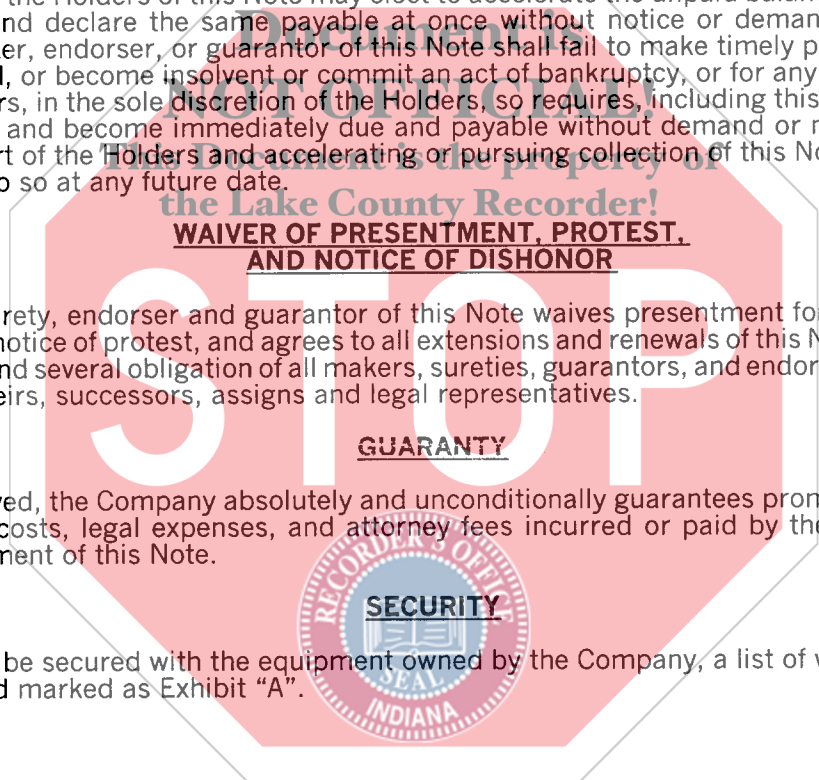 the Holders of this Note may elect to accelerate the unpaid balan
nd declare the same payable at once without notice or deman
Document is
er, endorser, or guarantor of this Note shall fail to make timely p
, or become insolvent or commit an act of bankruptcy, or for any
NOT OFFICIAL!
rs, in the sole discretion of the Holders, so requires, including this
and become immediately due and payable without demand or
rt of the Holders and accelerating or pursuing collection of this No
This Document is the property of
o so at any future date.
the Lake County Recorder!
WAIVER OF PRESENTMENT, PROTEST,
AND NOTICE OF DISHONOR
STOP
rety, endorser and guarantor of this Note waives presentment fo
notice of protest, and agrees to all extensions and renewals of this N
nd several obligation of all makers, sureties, guarantors, and endor
eirs, successors, assigns and legal representatives.
GUARANTY
ed, the Company absolutely and unconditionally guarantees pron
costs, legal expenses, and attorney fees incurred or paid by the
ment of this Note.
RECORDER'S OFFICE
SECURITY
be secured with the equipment owned by the Company, a list of
d marked as Exhibit "A".
SEAL
INDIANA